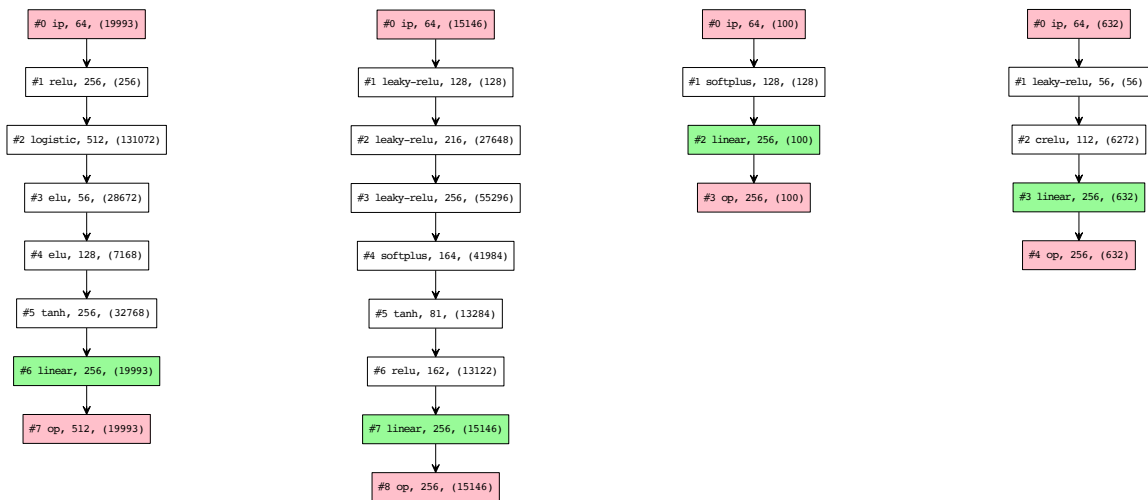 #0 ip, 64, (19993)
#1 relu, 256, (256)
#2 logistic, 512, (131072)
#3 elu, 56, (28672)
#4 elu, 128, (7168)
#5 tanh, 256, (32768)
#6 linear, 256, (19993)
#7 op, 512, (19993)
#0 ip, 64, (15146)
#1 leaky-relu, 128, (128)
#2 leaky-relu, 216, (27648)
#3 leaky-relu, 256, (55296)
#4 softplus, 164, (41984)
#5 tanh, 81, (13284)
#6 relu, 162, (13122)
#7 linear, 256, (15146)
#8 op, 256, (15146)
#0 ip, 64, (100)
#1 softplus, 128, (128)
#2 linear, 256, (100)
#3 op, 256, (100)
#0 ip, 64, (632)
#1 leaky-relu, 56, (56)
#2 crelu, 112, (6272)
#3 linear, 256, (632)
#4 op, 256, (632)